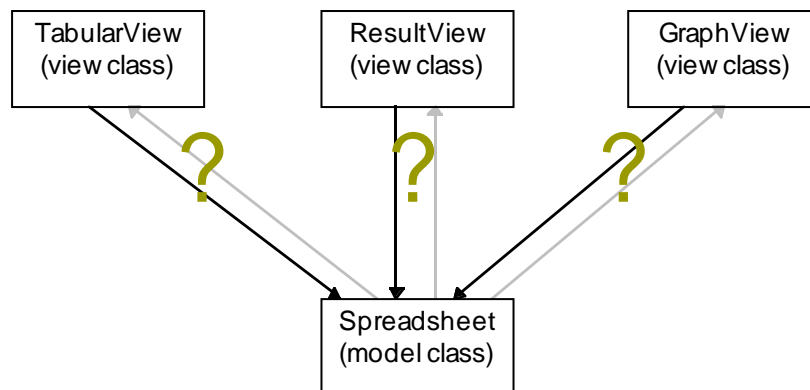 TabularView
(view class)
ResultView
(view class)
GraphView
(view class)
?
?
?
Spreadsheet
(model class)